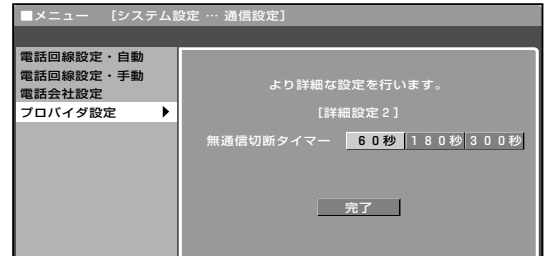 ■メニュー [システム設定 … 通信設定]
電話回線設定・自動
電話回線設定・手動
電話会社設定
プロバイダ設定 ▶
より詳細な設定を行います。
[詳細設定2]
無通信切断タイマー 60秒 180秒 300秒
完了